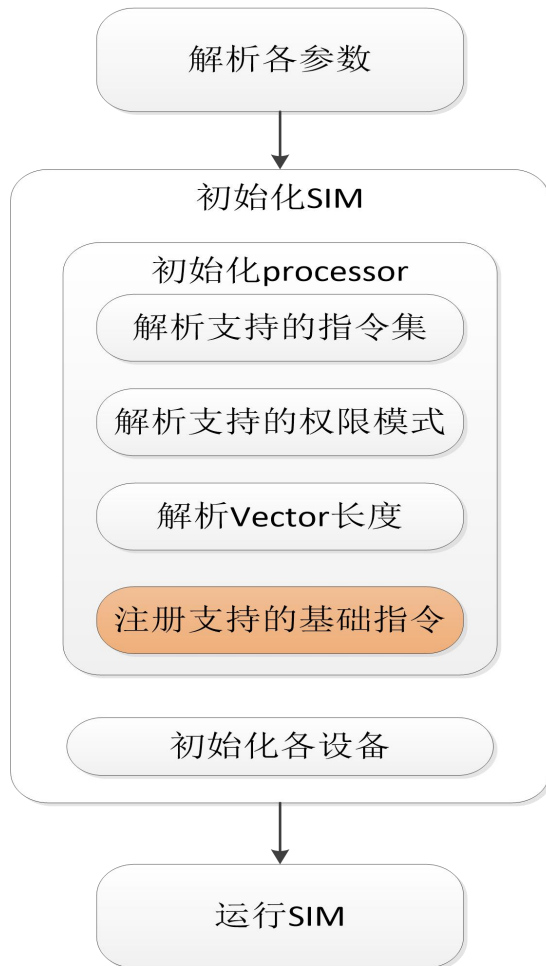 解析各参数
初始化SIM
初始化processor
解析支持的指令集
解析支持的权限模式
解析Vector长度
注册支持的基础指令
初始化各设备
运行SIM